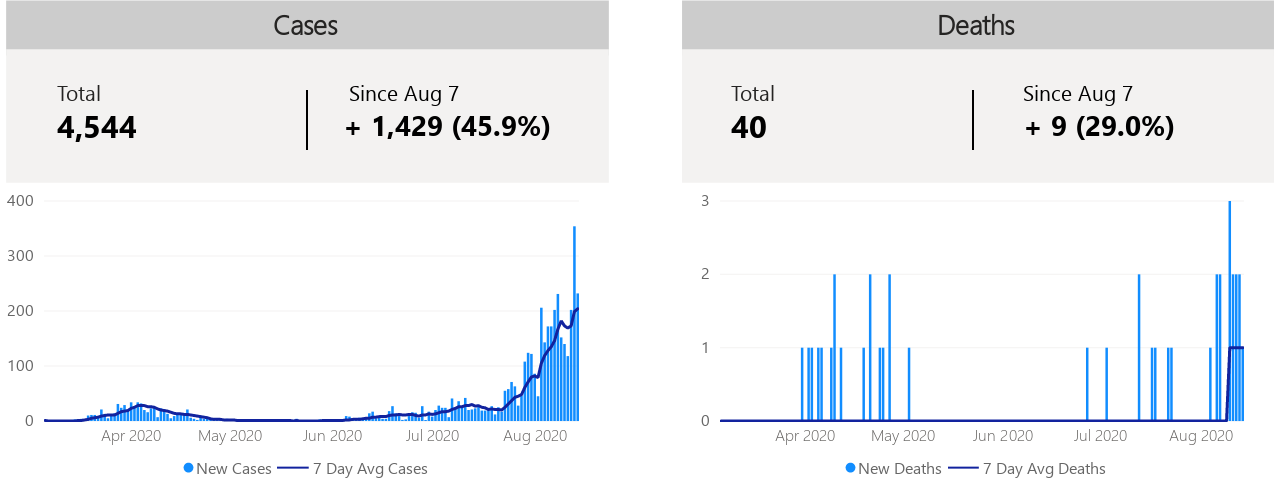 Cases
Total
4,544
Since Aug 7
+ 1,429 (45.9%)
400
300
200
100
0
Apr 2020 May 2020 Jun 2020 Jul 2020 Aug 2020
New Cases 7 Day Avg Cases
Deaths
Total
40
Since Aug 7
+ 9 (29.0%)
3
2
1
0
Apr 2020 May 2020 Jun 2020 Jul 2020 Aug 2020
New Deaths 7 Day Avg Deaths